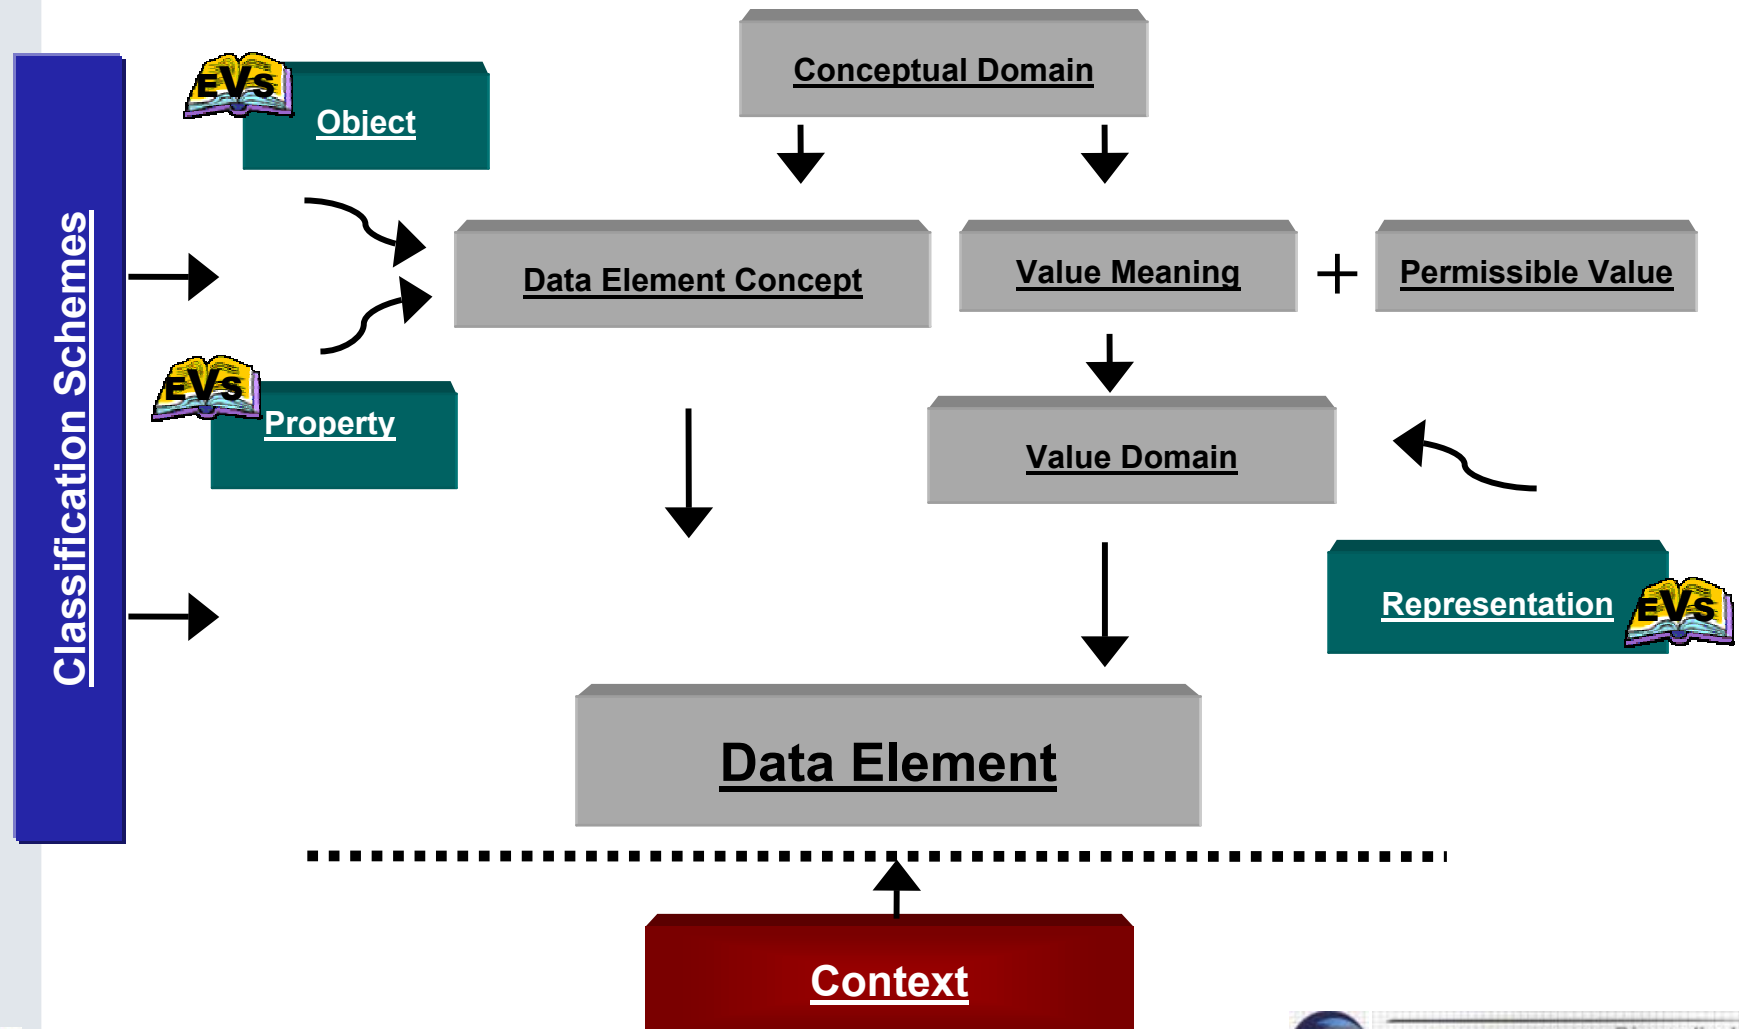 Conceptual Domain
EVS
Object
Classification Schemes
Data Element Concept
Value Meaning
+
Permissible Value
EVS
Property
Value Domain
Representation
EVS
Data Element
Context